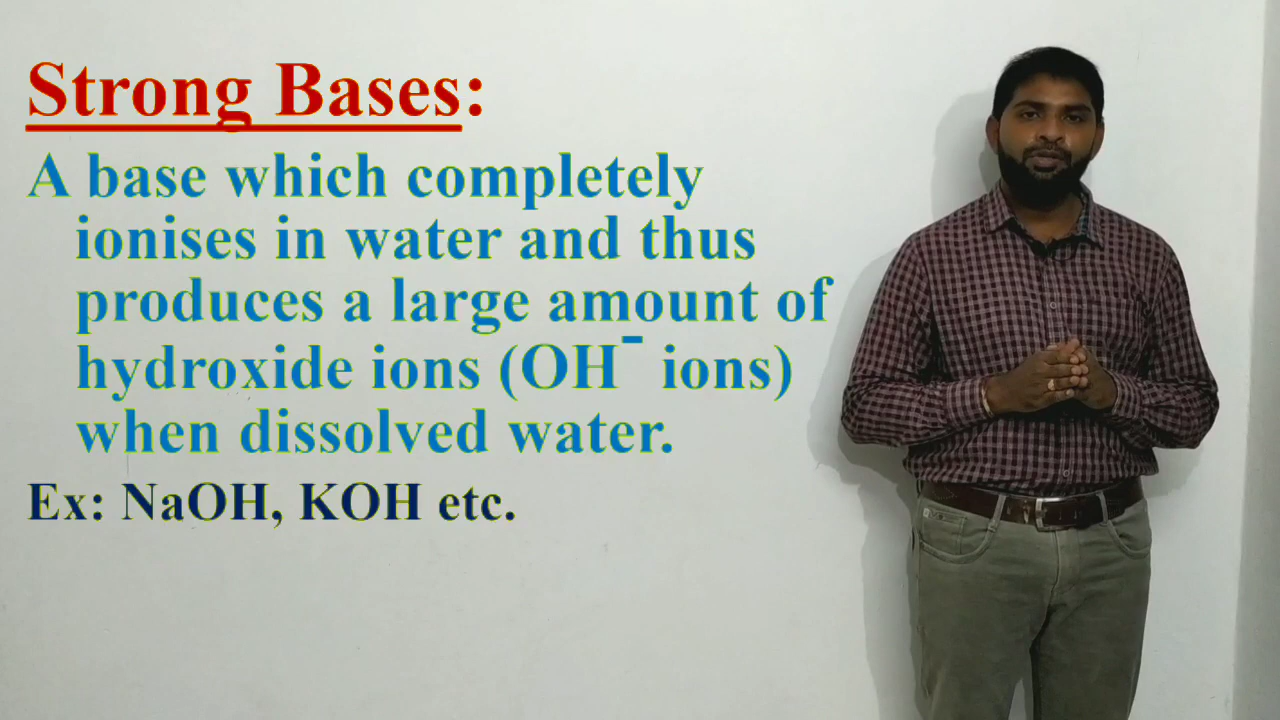 Strong Bases:
A base which completely
ionises in water and thus
produces a large amount of
hydroxide ions (OH⁻ ions)
when dissolved water.
Ex: NaOH, KOH etc.